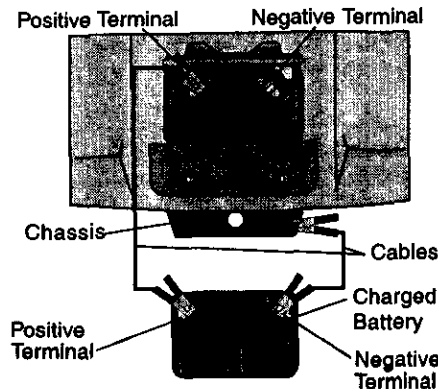 Positive Terminal
Negative Terminal
Chassis
Cables
Charged
Battery
Positive
Terminal
Negative
Terminal